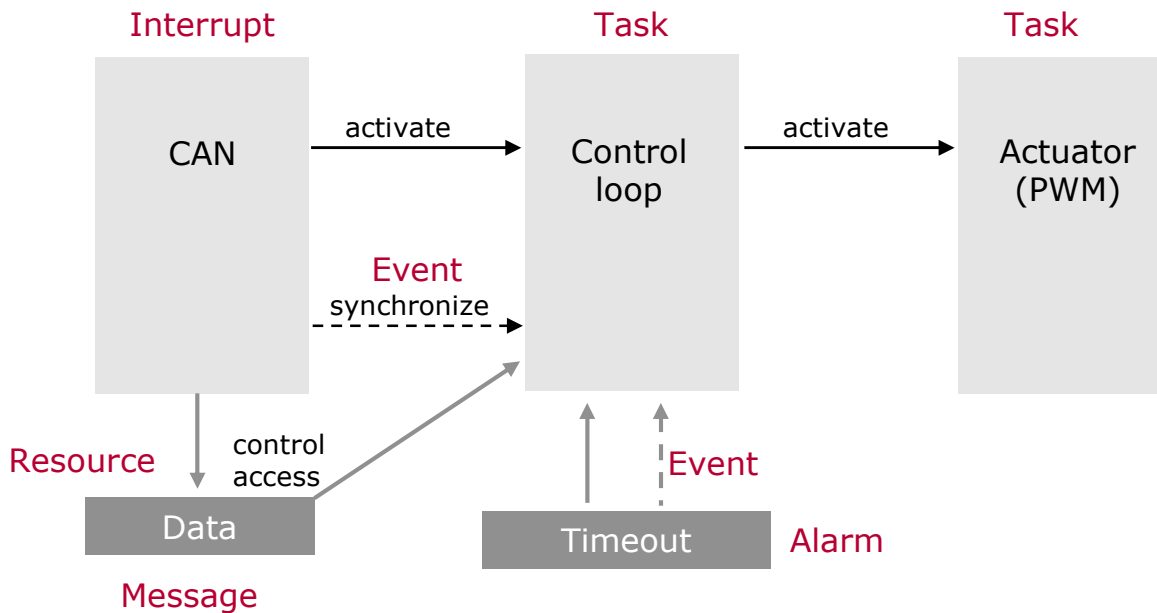 Interrupt
Task
Task
CAN
activate
Control
loop
activate
Actuator
(PWM)
Event
synchronize
Resource
control
access
Event
Data
Timeout
Alarm
Message